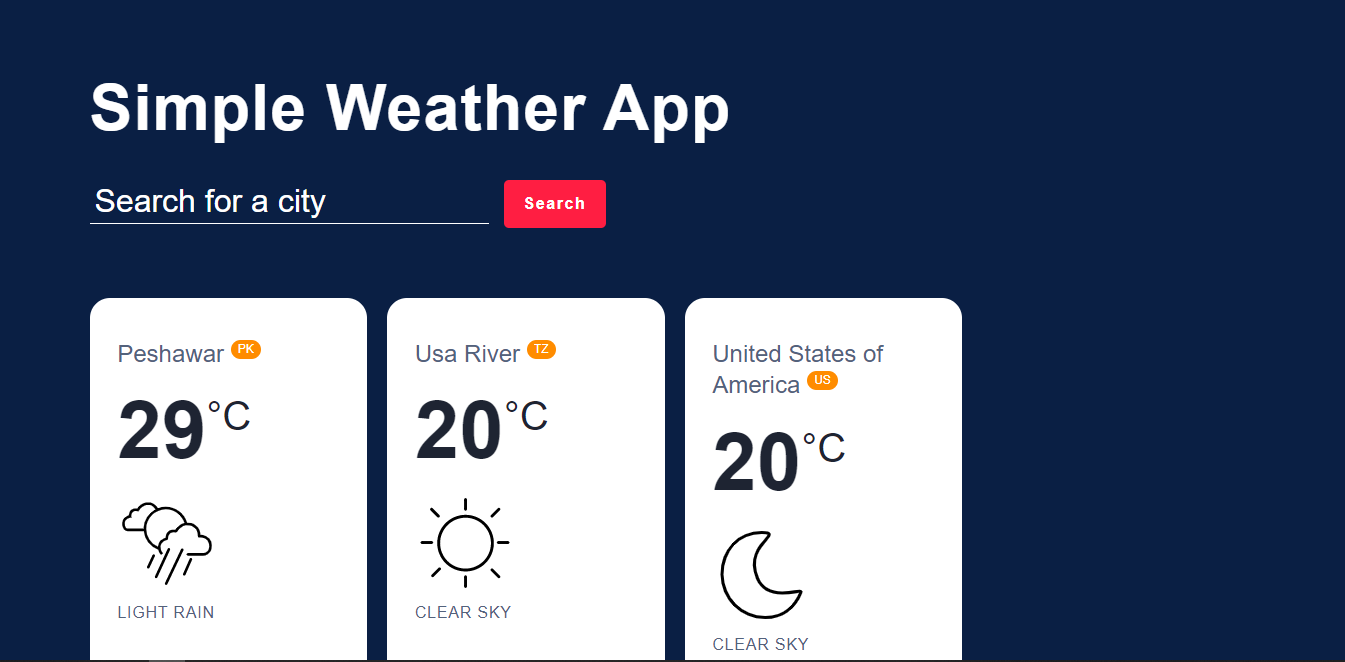 Simple Weather App
Search for a city
Search
Peshawar PK
29°C
LIGHT RAIN
Usa River TZ
20°C
CLEAR SKY
United States of
America US
20°C
CLEAR SKY